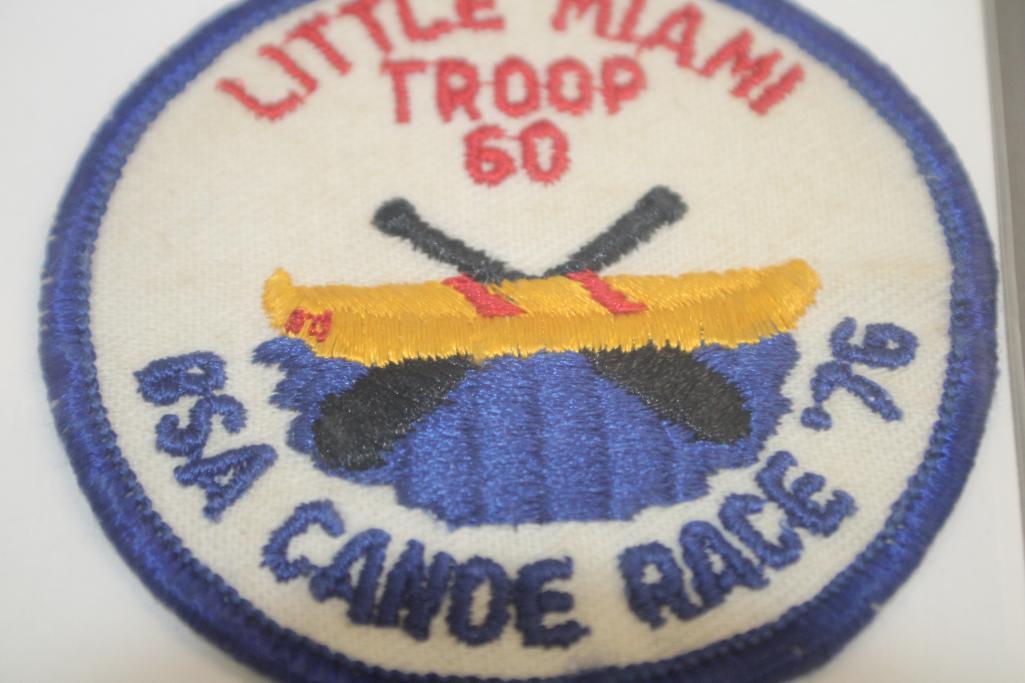 LITTLE MIAMI
TROOP
60
BSA CANOE RACE '76